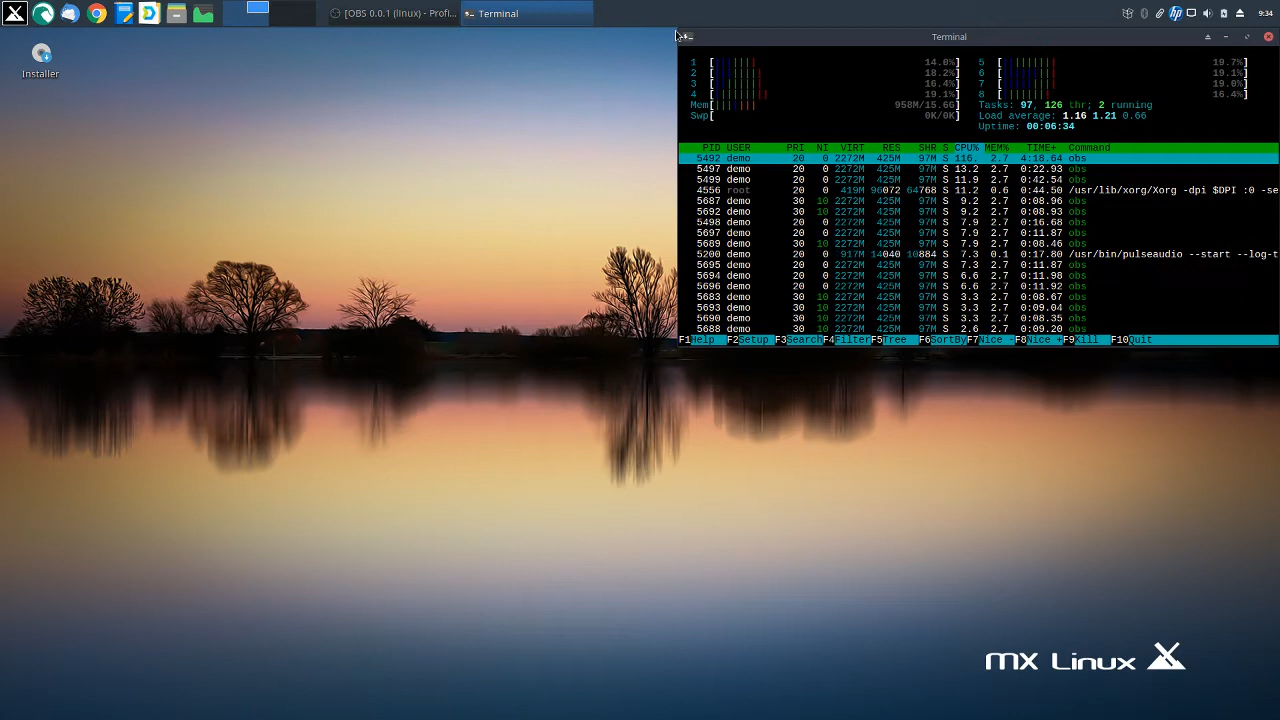 [OBS 0.0.1 (linux) - Profi...
Terminal
9:34
Installer
Terminal
1 [ 14.0%] 5 [ 19.7%]
2 [ 18.2%] 6 [ 19.1%]
3 [ 16.4%] 7 [ 19.0%]
4 [ 19.1%] 8 [ 16.4%]
Mem[ 958M/15.6G] Tasks: 97, 126 thr; 2 running
Swp[ 0K/0K] Load average: 1.16 1.21 0.66
Uptime: 00:06:34
PID USER PRI NI VIRT RES SHR S CPU% MEM% TIME+ Command
5492 demo 20 0 2272M 425M 97M S 116. 2.7 4:18.64 obs
5497 demo 20 0 2272M 425M 97M S 13.2 2.7 0:22.93 obs
5499 demo 20 0 2272M 425M 97M S 11.9 2.7 0:42.54 obs
4556 root 20 0 419M 96072 64768 S 11.2 0.6 0:44.50 /usr/lib/xorg/Xorg -dpi $DPI :0 -se
5687 demo 30 10 2272M 425M 97M S 9.2 2.7 0:08.96 obs
5692 demo 30 10 2272M 425M 97M S 9.2 2.7 0:08.93 obs
5498 demo 20 0 2272M 425M 97M S 7.9 2.7 0:16.68 obs
5697 demo 20 0 2272M 425M 97M S 7.9 2.7 0:11.87 obs
5689 demo 30 10 2272M 425M 97M S 7.9 2.7 0:08.46 obs
5200 demo 20 0 917M 14040 10884 S 7.3 0.1 0:17.80 /usr/bin/pulseaudio --start --log-t
5695 demo 20 0 2272M 425M 97M S 7.3 2.7 0:11.87 obs
5694 demo 20 0 2272M 425M 97M S 6.6 2.7 0:11.98 obs
5696 demo 20 0 2272M 425M 97M S 6.6 2.7 0:11.92 obs
5683 demo 30 10 2272M 425M 97M S 3.3 2.7 0:08.67 obs
5693 demo 30 10 2272M 425M 97M S 3.3 2.7 0:09.04 obs
5690 demo 30 10 2272M 425M 97M S 3.3 2.7 0:08.35 obs
5688 demo 30 10 2272M 425M 97M S 2.6 2.7 0:09.20 obs
F1Help F2Setup F3SearchF4FilterF5Tree F6SortByF7Nice -F8Nice +F9Kill F10Quit
MX Linux